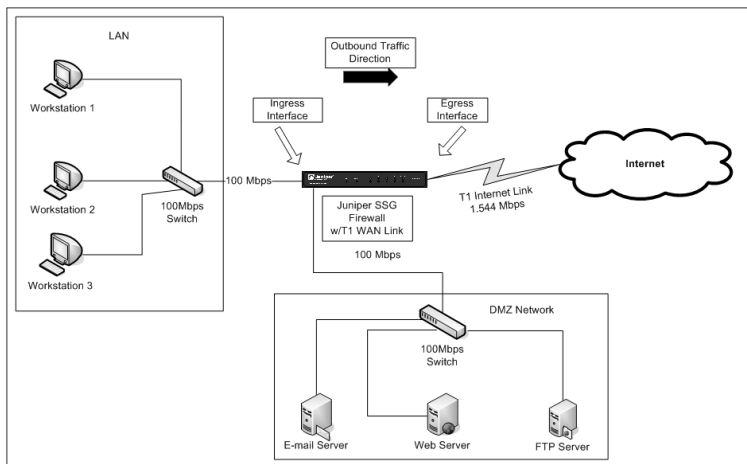 LAN
Outbound Traffic
Direction
Workstation 1
Ingress
Interface
Egress
Interface
Internet
Workstation 2
100Mbps
Switch
100 Mbps
Juniper
T1 Internet Link
1.544 Mbps
Juniper SSG
Firewall
w/T1 WAN Link
100 Mbps
Workstation 3
DMZ Network
100Mbps
Switch
E-mail Server
Web Server
FTP Server